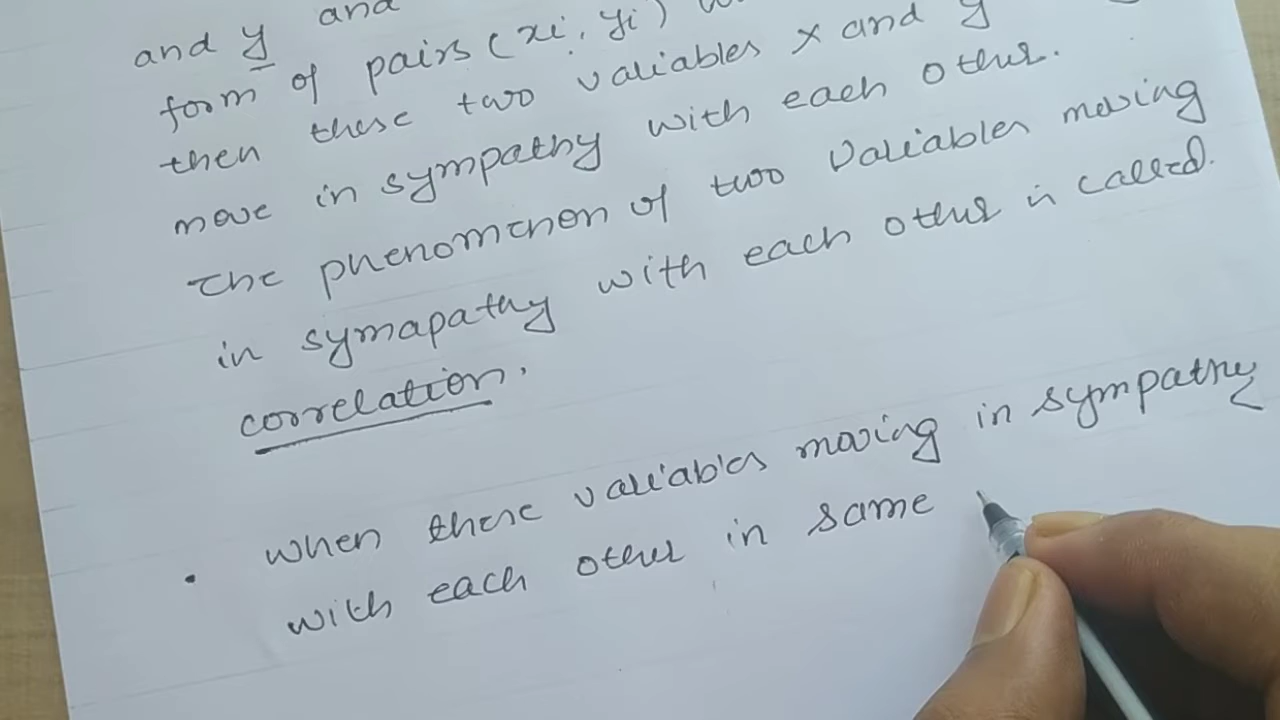 and y and
form of pairs (xi, yi)
then these two variables x and y
move in sympathy with each other.
The phenomenon of two variables moving
in symapathy with each other is called.
correlation.
• when these variables moving in sympathy
with each other in same